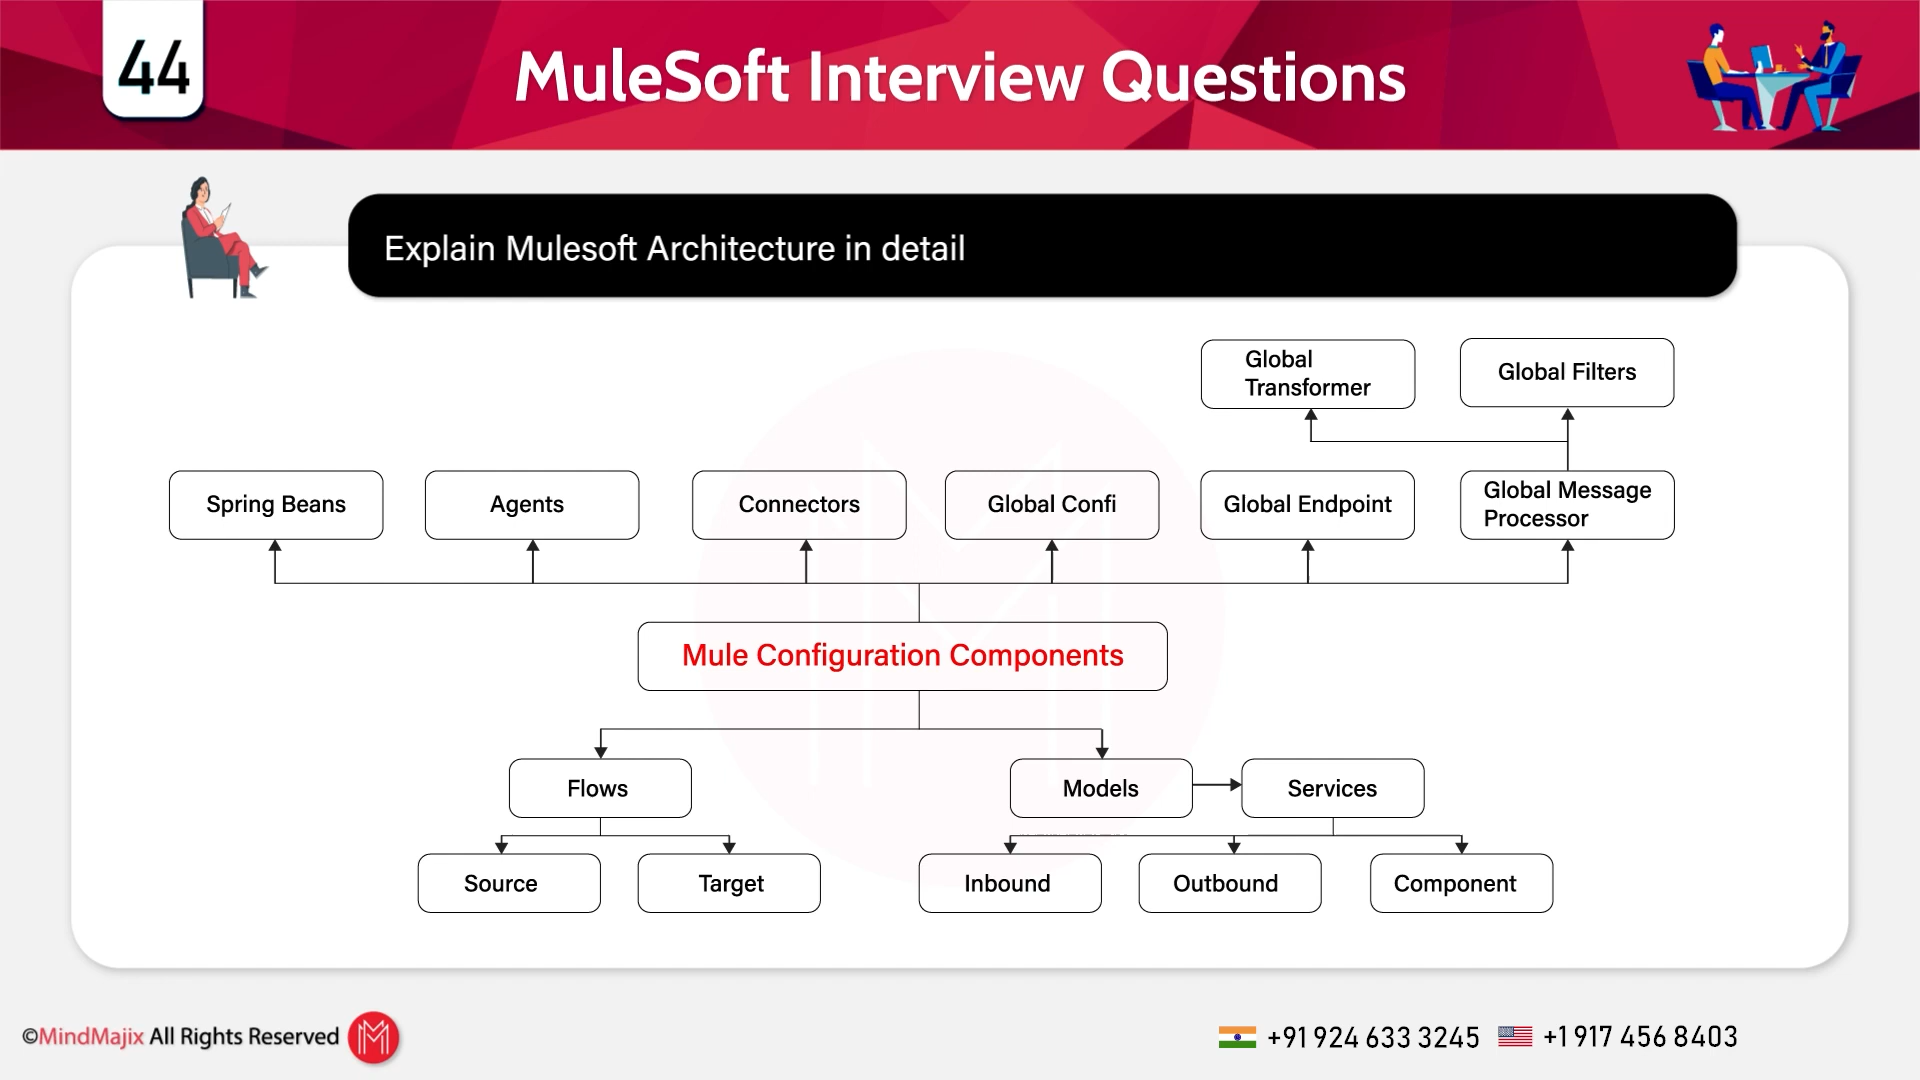 44
MuleSoft Interview Questions
Explain Mulesoft Architecture in detail
Global
Transformer
Global Filters
Spring Beans
Agents
Connectors
Global Confi
Global Endpoint
Global Message
Processor
Mule Configuration Components
Flows
Models
Services
Source
Target
Inbound
Outbound
Component
©MindMajix All Rights Reserved
+91 924 633 3245
+1 917 456 8403